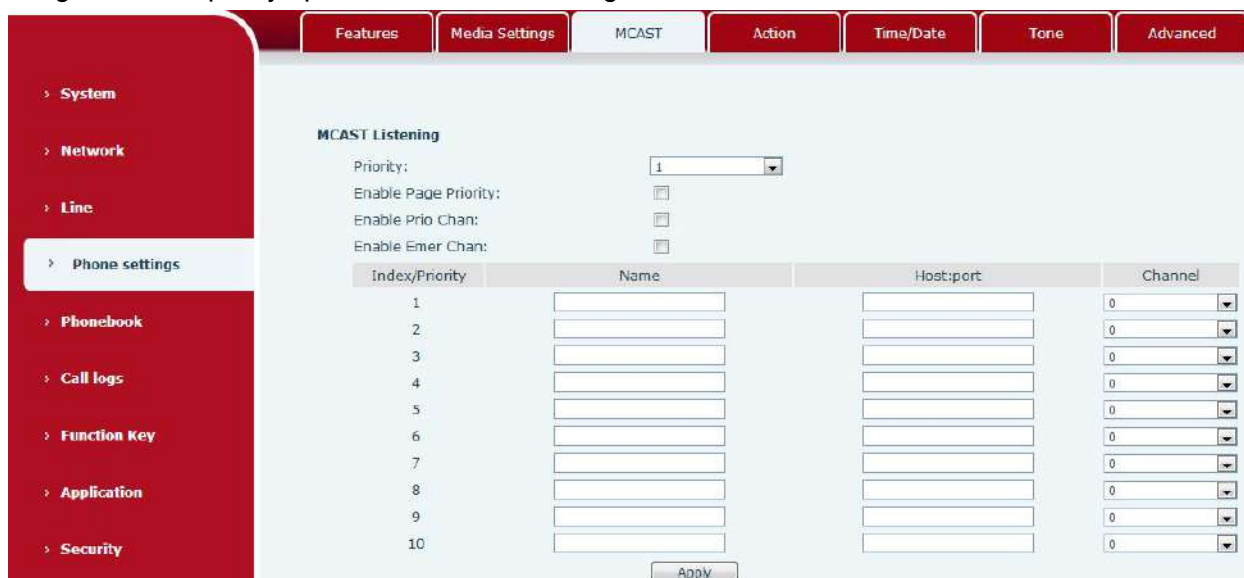 Features Media Settings MCAST Action Time/Date Tone Advanced
› System
› Network
› Line
› Phone settings
› Phonebook
› Call logs
› Function Key
› Application
› Security
MCAST Listening
Priority: 1
Enable Page Priority:
Enable Prio Chan:
Enable Emer Chan:
Index/Priority Name Host:port Channel
1 0
2 0
3 0
4 0
5 0
6 0
7 0
8 0
9 0
10 0
Apply